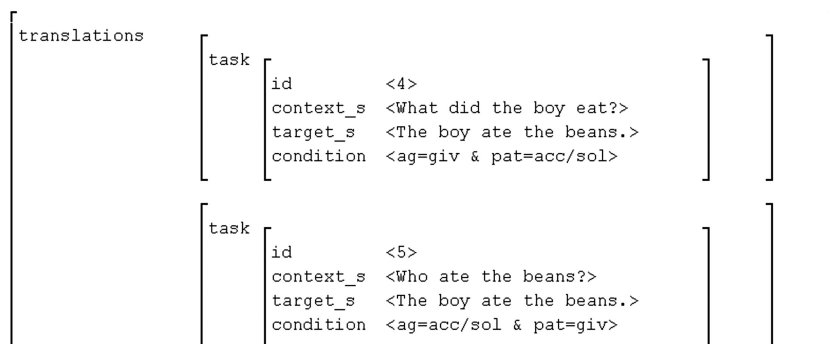 translations
task
id <4>
context_s <What did the boy eat?>
target_s <The boy ate the beans.>
condition <ag=giv & pat=acc/sol>
task
id <5>
context_s <Who ate the beans?>
target_s <The boy ate the beans.>
condition <ag=acc/sol & pat=giv>